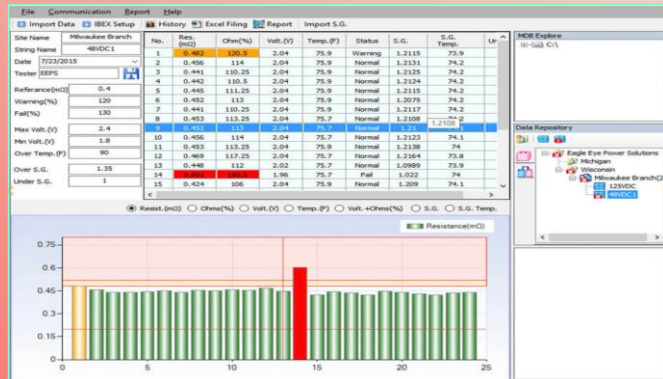 File Communication Report Help
Import Data IBEX Setup History Excel Filing Report Import S.G.
Site Name Milwaukee Branch
String Name 48VDC1
Date 7/23/2015
Tester EEPS
Referance(mΩ) 0.4
Warning(%) 120
Fail(%) 130
Max Volt.(V) 2.4
Min Volt.(V) 1.8
Over Temp.(F) 90
Over S.G. 1.35
Under S.G. 1
No. Res. (mΩ) Ohm(%) Volt.(V) Temp.(F) Status S.G. S.G. Temp.
1 0.482 120.5 2.04 75.9 Warning 1.2115 73.9
2 0.456 114 2.04 75.9 Normal 1.2131 74.2
3 0.441 110.25 2.04 75.9 Normal 1.2125 74.2
4 0.442 110.5 2.04 75.9 Normal 1.2124 74.2
5 0.445 111.25 2.04 75.9 Normal 1.2115 74.2
6 0.452 113 2.04 75.9 Normal 1.2075 74.2
7 0.441 110.25 2.04 75.9 Normal 1.2117 74.2
8 0.453 113.25 2.04 75.7 Normal 1.2108 74.2
9 0.452 113 2.04 75.7 Normal 1.21
1.2108
10 0.456 114 2.04 75.7 Normal 1.2123 74.1
11 0.453 113.25 2.04 75.9 Normal 1.2138 74
12 0.469 117.25 2.04 75.7 Normal 1.2164 73.8
13 0.448 112 2.02 75.7 Normal 1.0989 73.9
14 1.96 75.7 Fail 1.022 74
15 0.424 106 2.04 75.9 Normal 1.209 74.1
Resist.(mΩ) Ohms(%) Volt.(V) Temp.(F) Volt.+Ohms(%) S.G. S.G. Temp.
Resistance(mΩ)
0.75
0.6
0.45
0.3
0.15
0
0 5 10 15 20 25
MDB Explore
C:\
Data Repository
Eagle Eye Power Solutions
Michigan
Wisconsin
Milwaukee Branch(2
125VDC
48VDC1